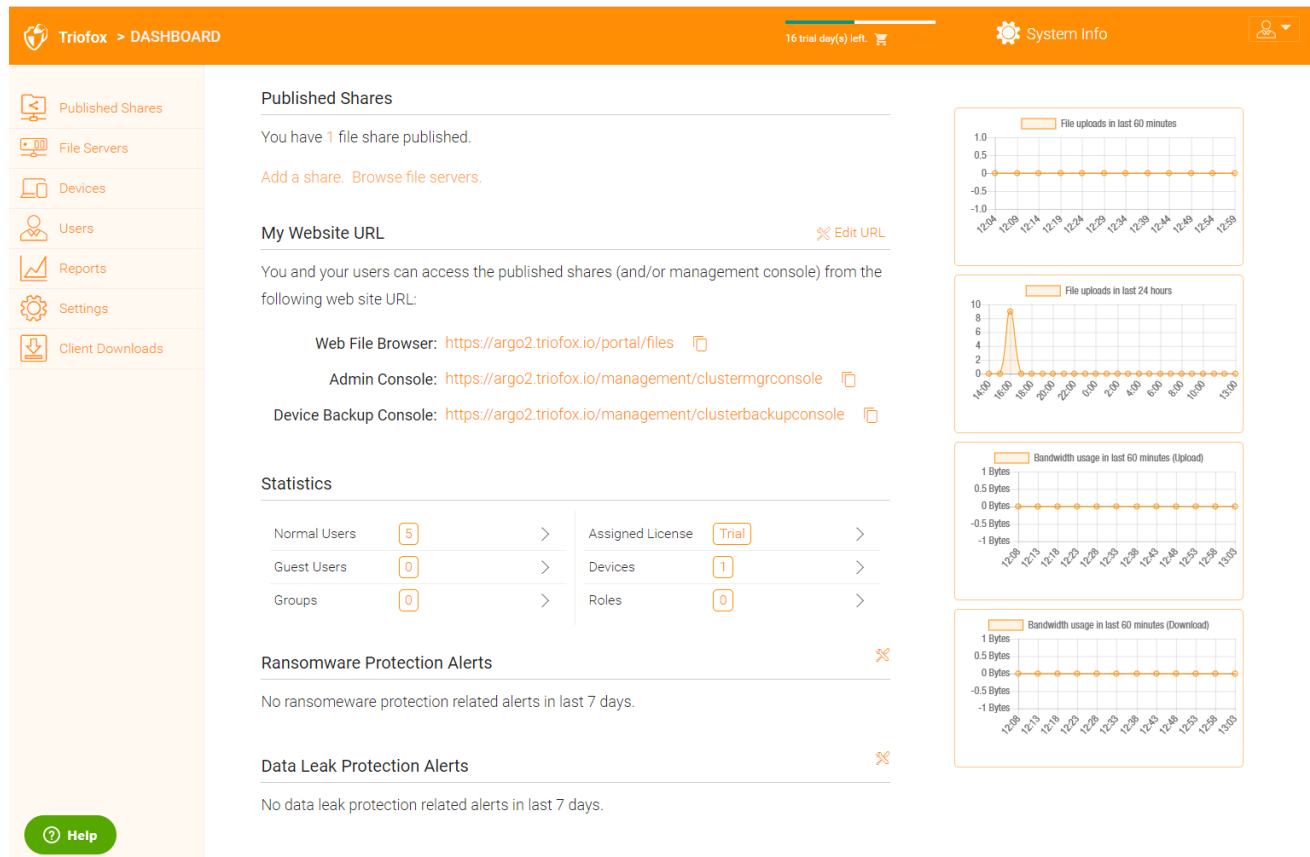 Triofox > DASHBOARD
16 trial day(s) left.
System Info
Published Shares
File Servers
Devices
Users
Reports
Settings
Client Downloads
Help
Published Shares
You have 1 file share published.
Add a share. Browse file servers.
My Website URL
Edit URL
You and your users can access the published shares (and/or management console) from the
following web site URL:
Web File Browser: https://argo2.triofox.io/portal/files
Admin Console: https://argo2.triofox.io/management/clustermgrconsole
Device Backup Console: https://argo2.triofox.io/management/clusterbackupconsole
Statistics
Normal Users 5
Assigned License Trial
Guest Users 0
Devices 1
Groups 0
Roles 0
Ransomware Protection Alerts
No ransomeware protection related alerts in last 7 days.
Data Leak Protection Alerts
No data leak protection related alerts in last 7 days.
File uploads in last 60 minutes
1.0
0.5
0
-0.5
-1.0
12:04 12:09 12:14 12:19 12:24 12:29 12:34 12:39 12:44 12:49 12:54 12:59
File uploads in last 24 hours
10
8
6
4
2
0
14:00 16:00 18:00 20:00 22:00 0:00 2:00 4:00 6:00 8:00 10:00 13:00
Bandwidth usage in last 60 minutes (Upload)
1 Bytes
0.5 Bytes
0 Bytes
-0.5 Bytes
-1 Bytes
12:08 12:13 12:18 12:23 12:28 12:33 12:38 12:43 12:48 12:53 12:58 13:03
Bandwidth usage in last 60 minutes (Download)
1 Bytes
0.5 Bytes
0 Bytes
-0.5 Bytes
-1 Bytes
12:08 12:13 12:18 12:23 12:28 12:33 12:38 12:43 12:48 12:53 12:58 13:03